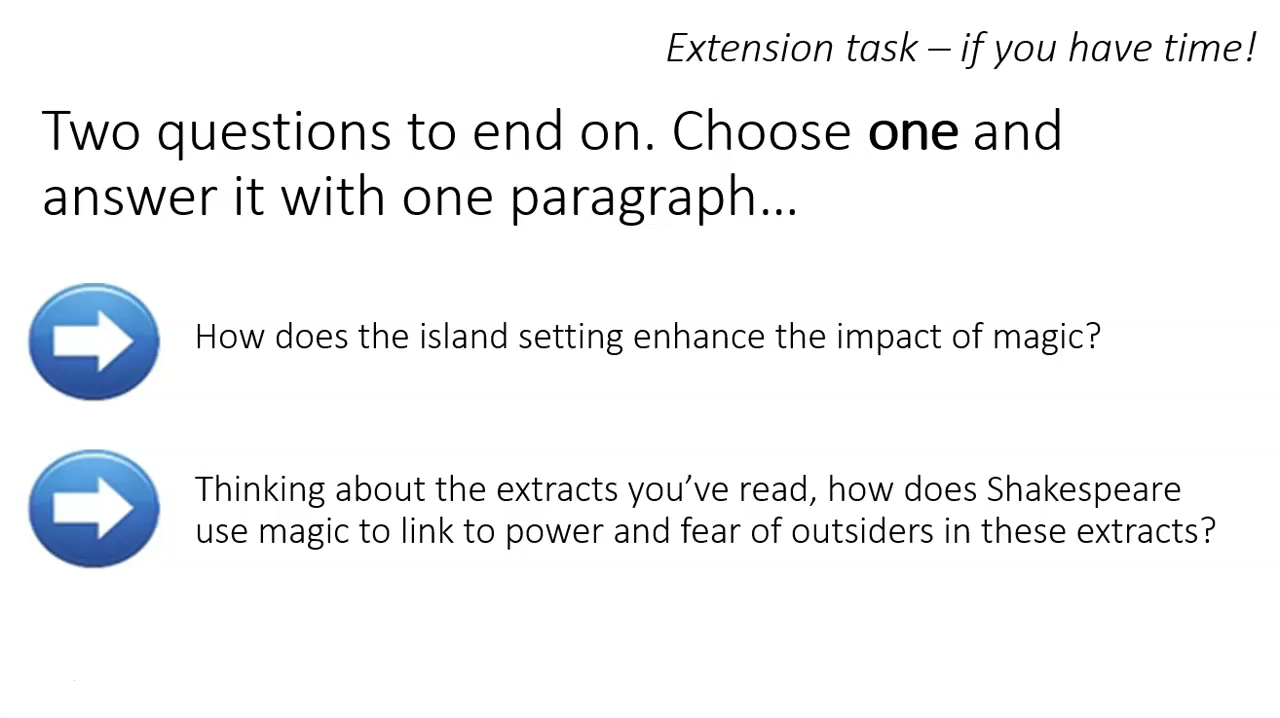 Extension task – if you have time!
Two questions to end on. Choose one and
answer it with one paragraph…
How does the island setting enhance the impact of magic?
Thinking about the extracts you’ve read, how does Shakespeare
use magic to link to power and fear of outsiders in these extracts?